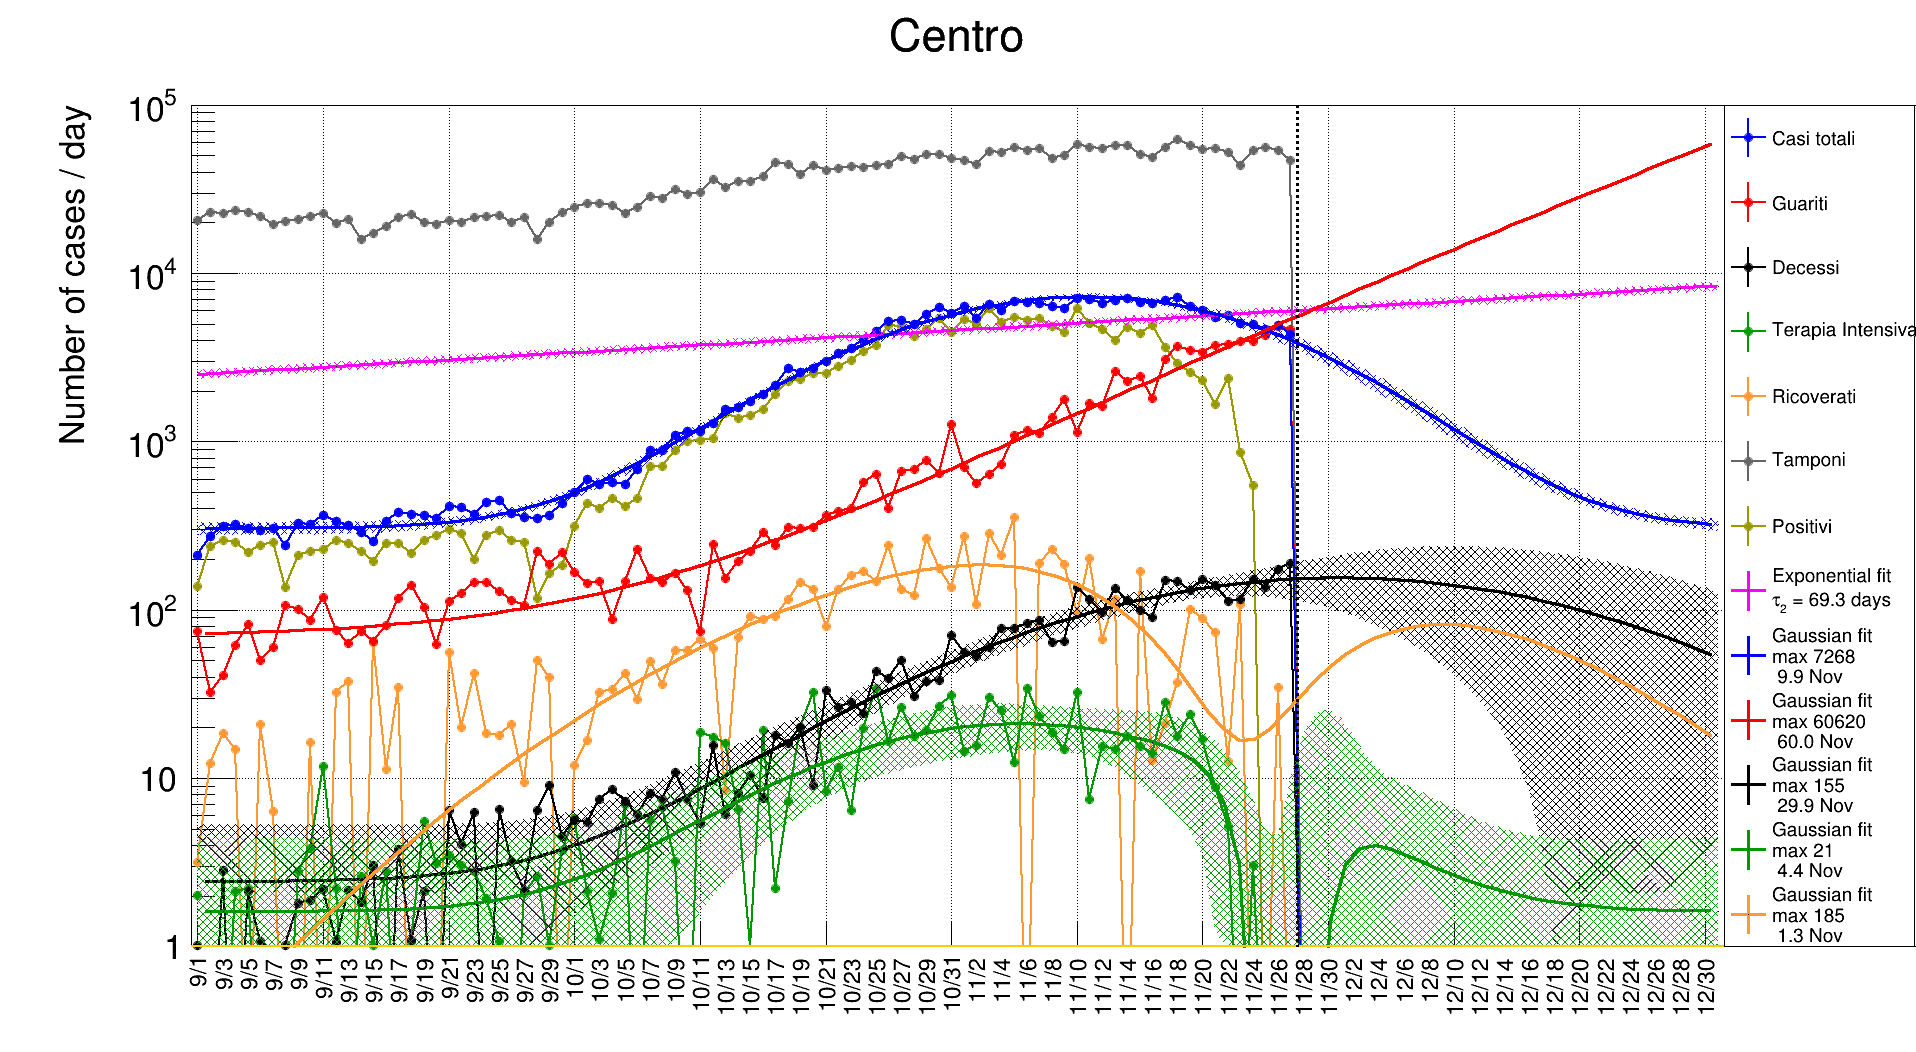 Centro
Number of cases / day
10^5
10^4
10^3
10^2
10
1
9/1
9/3
9/5
9/7
9/9
9/11
9/13
9/15
9/17
9/19
9/21
9/23
9/25
9/27
9/29
10/1
10/3
10/5
10/7
10/9
10/11
10/13
10/15
10/17
10/19
10/21
10/23
10/25
10/27
10/29
10/31
11/2
11/4
11/6
11/8
11/10
11/12
11/14
11/16
11/18
11/20
11/22
11/24
11/26
11/28
11/30
12/2
12/4
12/6
12/8
12/10
12/12
12/14
12/16
12/18
12/20
12/22
12/24
12/26
12/28
12/30
Casi totali
Guariti
Decessi
Terapia Intensiva
Ricoverati
Tamponi
Positivi
Exponential fit
τ2 = 69.3 days
Gaussian fit
max 7268
9.9 Nov
Gaussian fit
max 60620
60.0 Nov
Gaussian fit
max 155
29.9 Nov
Gaussian fit
max 21
4.4 Nov
Gaussian fit
max 185
1.3 Nov